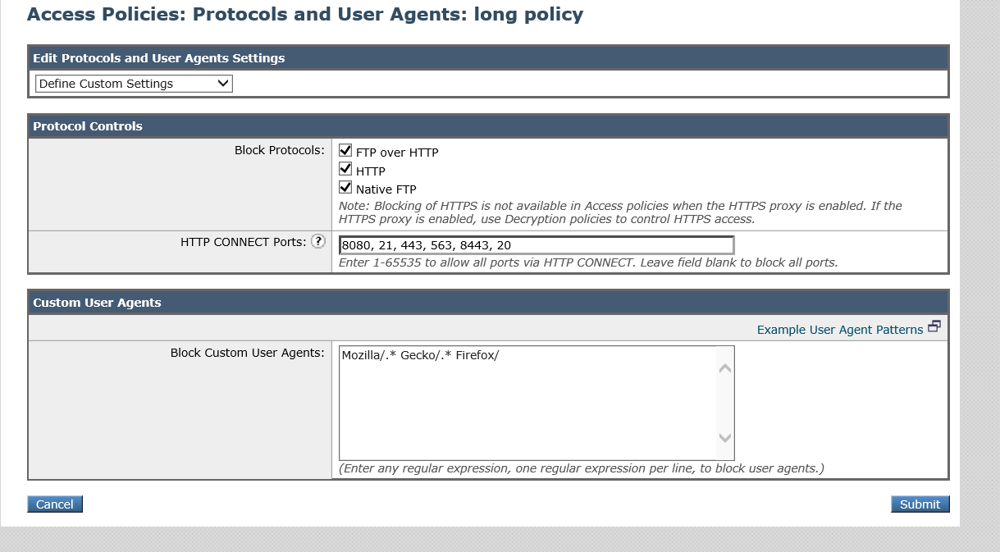 Access Policies: Protocols and User Agents: long policy
Edit Protocols and User Agents Settings
Define Custom Settings
Protocol Controls
Block Protocols:
FTP over HTTP
HTTP
Native FTP
Note: Blocking of HTTPS is not available in Access policies when the HTTPS proxy is enabled. If the
HTTPS proxy is enabled, use Decryption policies to control HTTPS access.
HTTP CONNECT Ports: ?
8080, 21, 443, 563, 8443, 20
Enter 1-65535 to allow all ports via HTTP CONNECT. Leave field blank to block all ports.
Custom User Agents
Example User Agent Patterns
Block Custom User Agents:
Mozilla/.* Gecko/.* Firefox/
(Enter any regular expression, one regular expression per line, to block user agents.)
Cancel
Submit